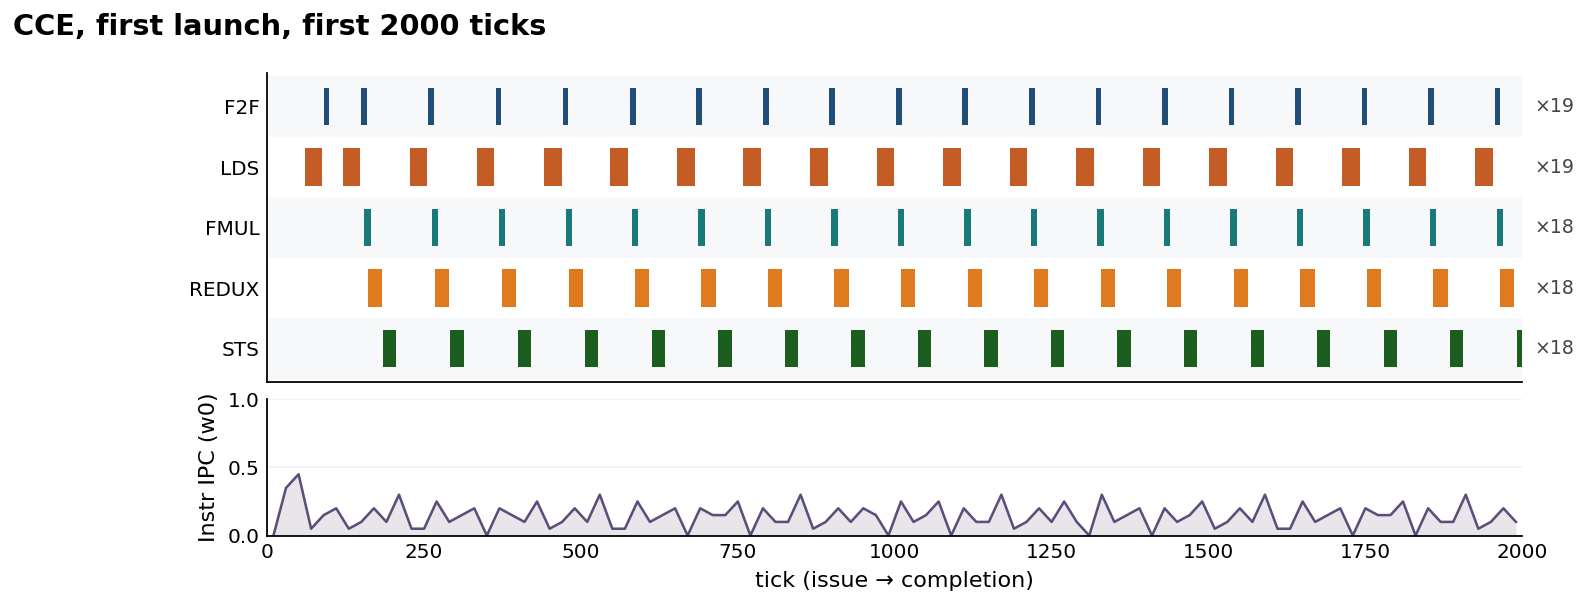 CCE, first launch, first 2000 ticks
F2F ×19
LDS ×19
FMUL ×18
REDUX ×18
STS ×18
Instr IPC (w0)
1.0
0.5
0.0
0 250 500 750 1000 1250 1500 1750 2000
tick (issue → completion)